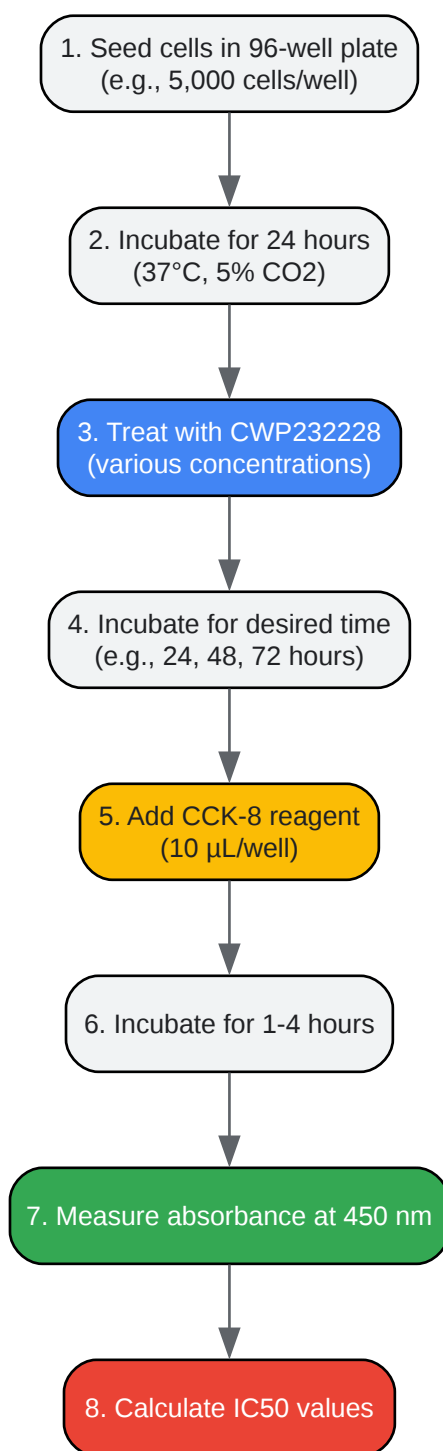 1. Seed cells in 96-well plate
(e.g., 5,000 cells/well)
2. Incubate for 24 hours
(37°C, 5% CO2)
3. Treat with CWP232228
(various concentrations)
4. Incubate for desired time
(e.g., 24, 48, 72 hours)
5. Add CCK-8 reagent
(10 µL/well)
6. Incubate for 1-4 hours
7. Measure absorbance at 450 nm
8. Calculate IC50 values